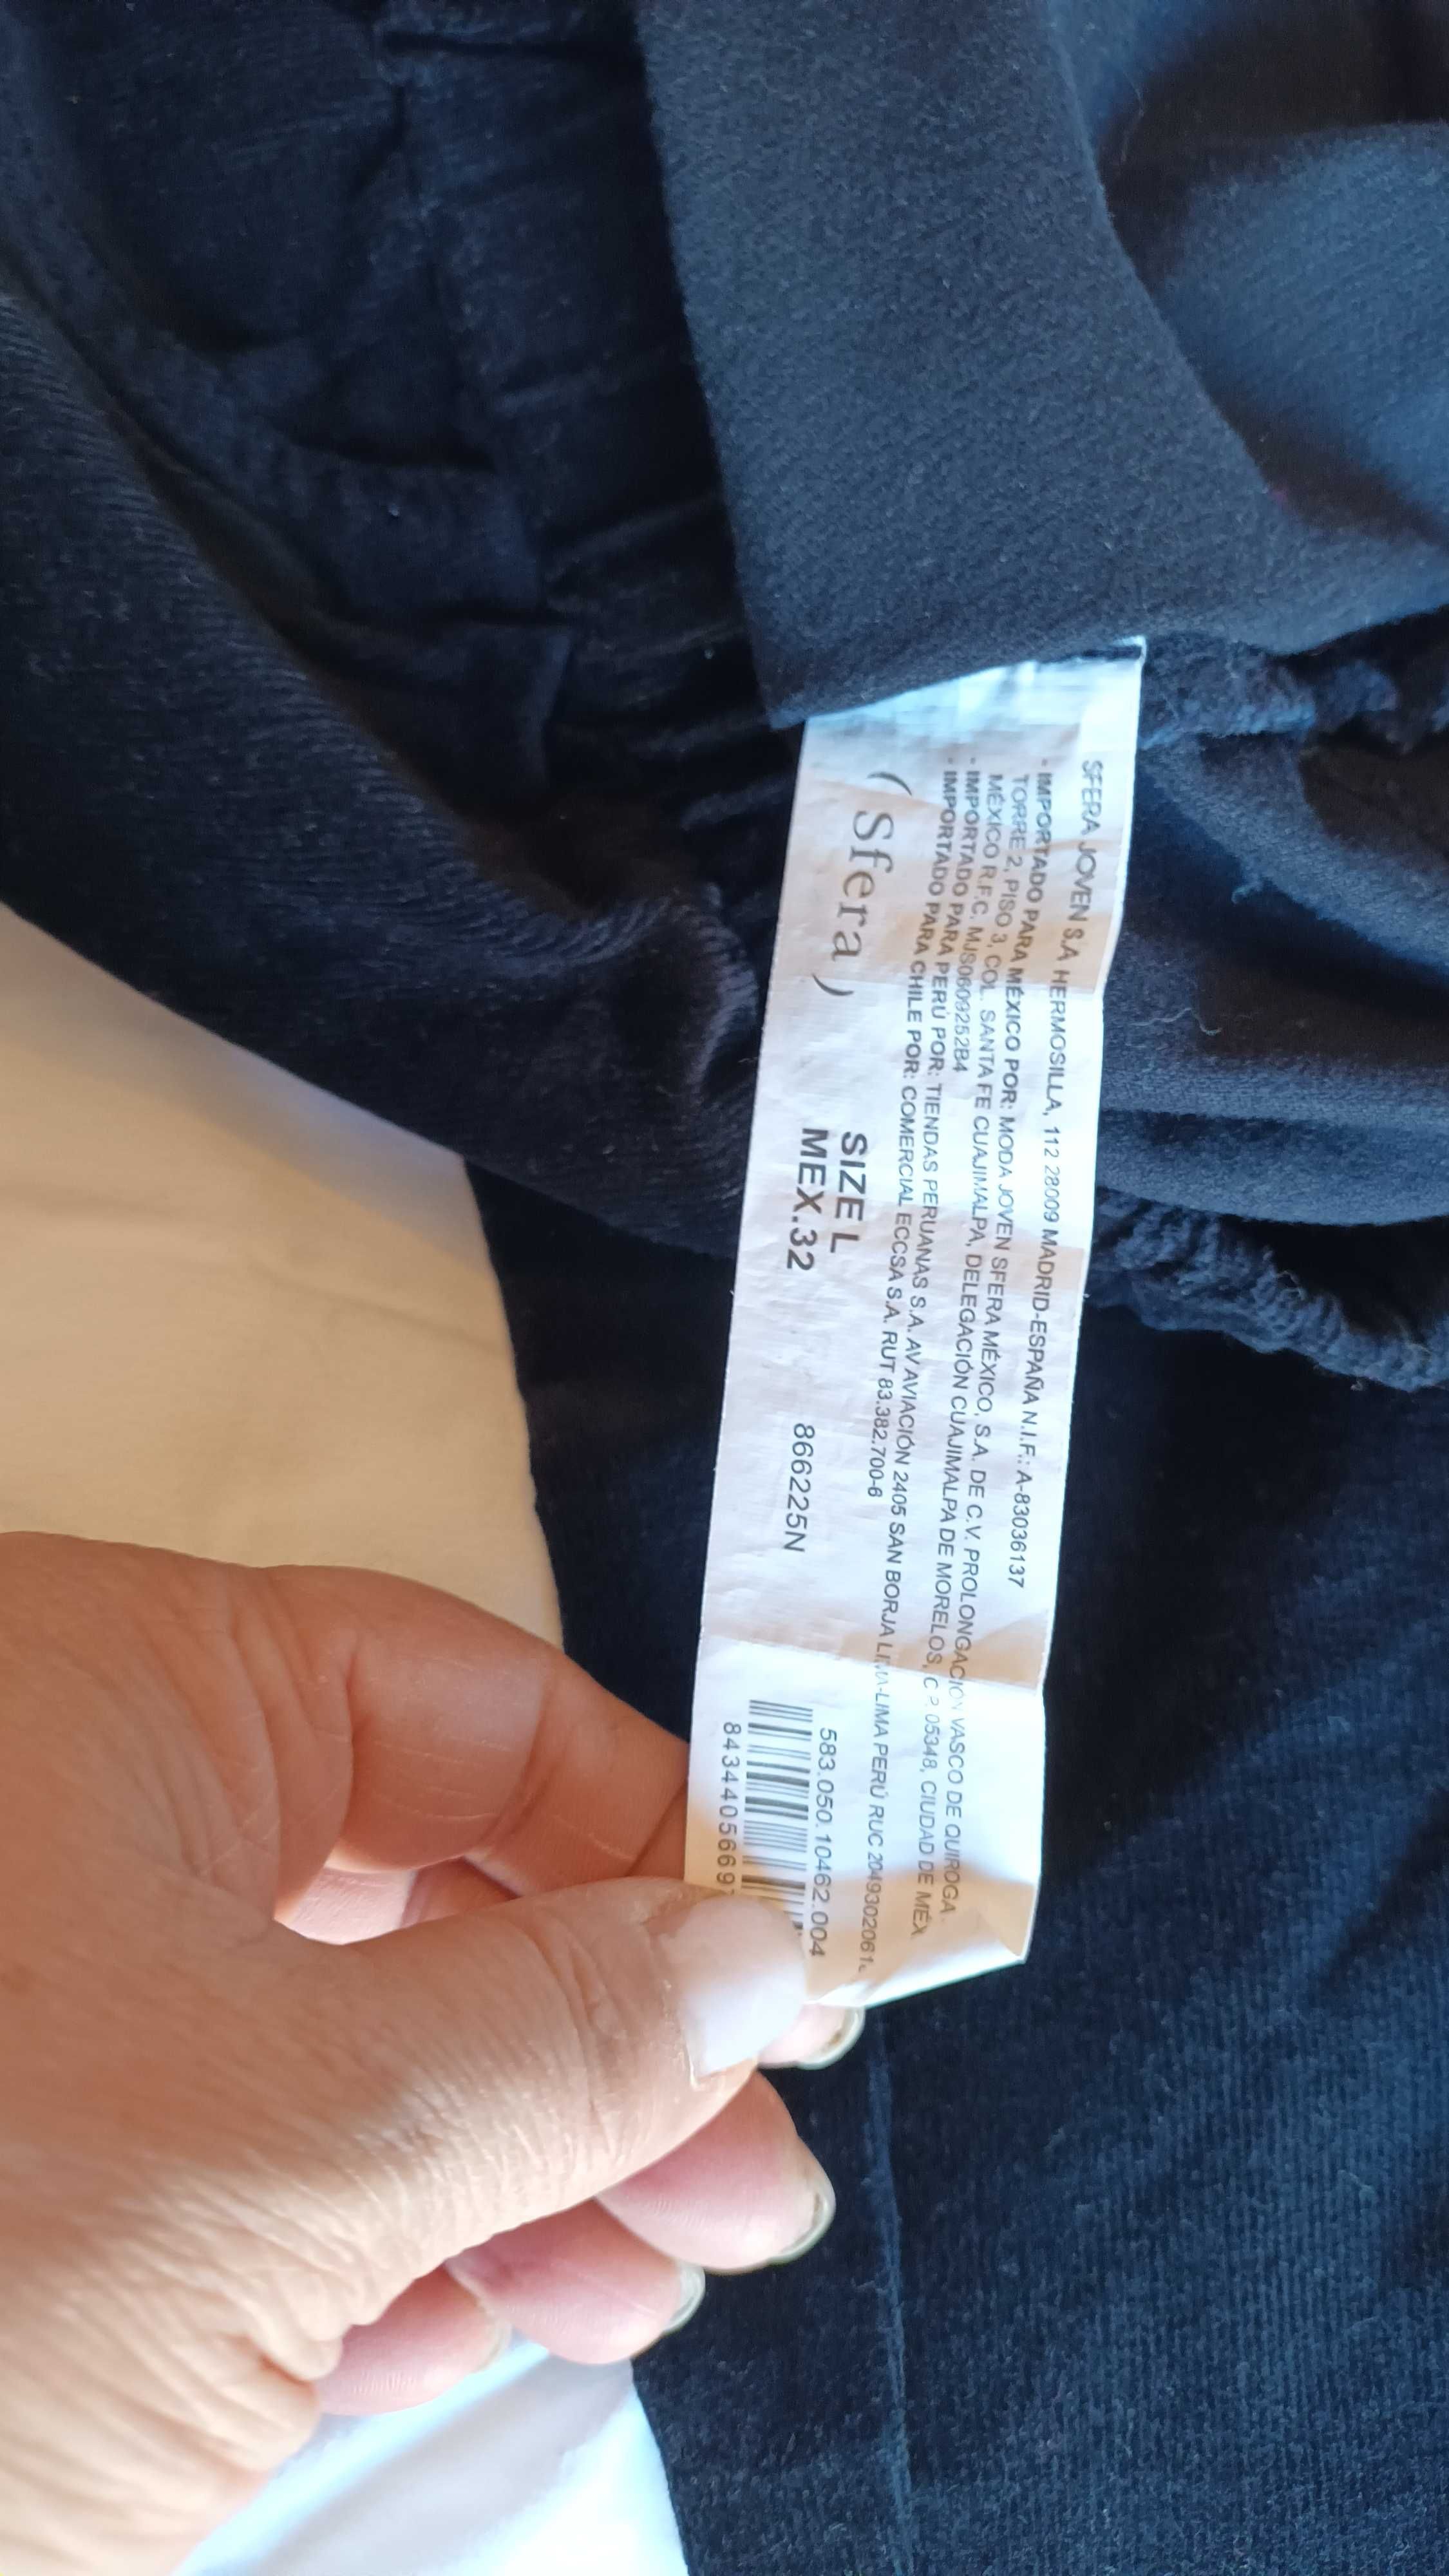 SFERA JOVEN S.A HERMOSILLA, 112 28009 MADRID-ESPAÑA N.I.F.: A-83036137
- IMPORTADO PARA MÉXICO POR: MODA JOVEN SFERA MÉXICO, S.A. DE C.V. PROLONGACIÓN VASCO DE QUIROGA
TORRE 2, PISO 3, COL. SANTA FE CUAJIMALPA, DELEGACIÓN CUAJIMALPA DE MORELOS, C.P. 05348, CIUDAD DE MÉX
MÉXICO R.F.C. MJS0609252B4
- IMPORTADO PARA PERÚ POR: TIENDAS PERUANAS S.A. AV AVIACIÓN 2405 SAN BORJA LIMA-LIMA PERÚ RUC
- IMPORTADO PARA CHILE POR: COMERCIAL ECCSA S.A. RUT 83.382.700-6
( Sfera )
SIZE L
MEX.32
866225N
583.050.10462.004
8434405669